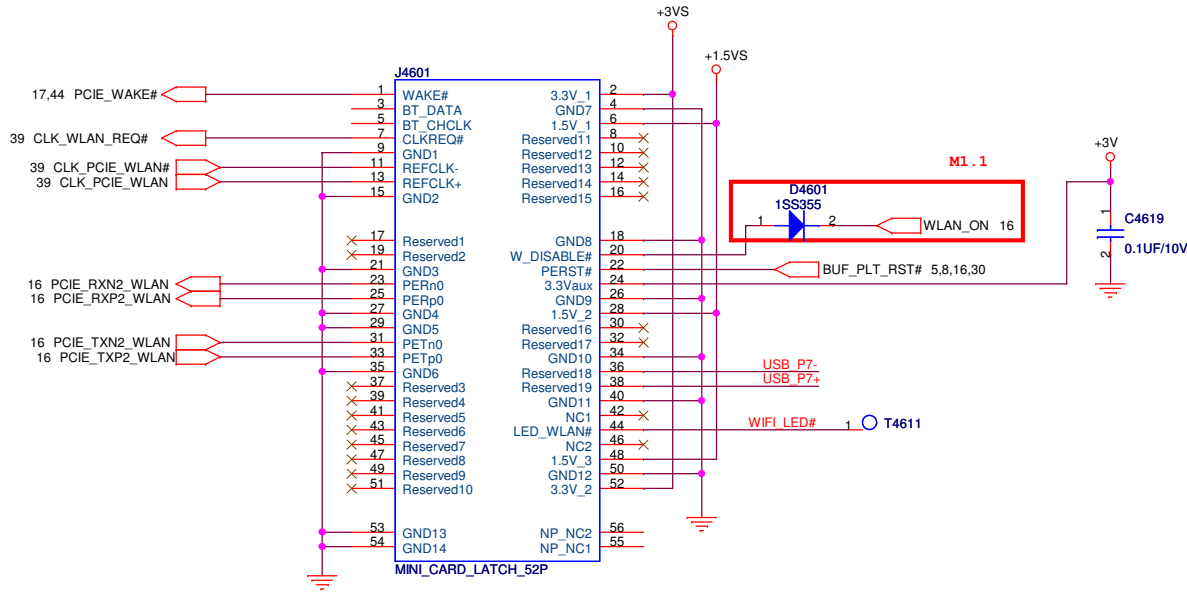 +3VS
+1.5VS
J4601
17,44 PCIE_WAKE# 1 WAKE# 3.3V_1 2
3 BT_DATA GND7 4
5 BT_CHCLK 1.5V_1 6
39 CLK_WLAN_REQ# 7 CLKREQ# Reserved11 8
9 GND1 Reserved12 10
39 CLK_PCIE_WLAN# 11 REFCLK- Reserved13 12
39 CLK_PCIE_WLAN 13 REFCLK+ Reserved14 14
15 GND2 Reserved15 16
+3V
M1.1
D4601
1SS355
1 2 WLAN_ON 16
1 C4619
0.1UF/10V
2
17 Reserved1 GND8 18
19 Reserved2 W_DISABLE# 20
21 GND3 PERST# 22 BUF_PLT_RST# 5,8,16,30
16 PCIE_RXN2_WLAN 23 PERn0 3.3Vaux 24
16 PCIE_RXP2_WLAN 25 PERp0 GND9 26
27 GND4 1.5V_2 28
29 GND5 Reserved16 30
16 PCIE_TXN2_WLAN 31 PETn0 Reserved17 32
16 PCIE_TXP2_WLAN 33 PETp0 GND10 34
35 GND6 Reserved18 36 USB_P7-
37 Reserved3 Reserved19 38 USB_P7+
39 Reserved4 GND11 40
41 Reserved5 NC1 42
43 Reserved6 LED_WLAN# 44 WIFI_LED# 1 T4611
45 Reserved7 NC2 46
47 Reserved8 1.5V_3 48
49 Reserved9 GND12 50
51 Reserved10 3.3V_2 52
53 GND13 NP_NC2 56
54 GND14 NP_NC1 55
MINI_CARD_LATCH_52P